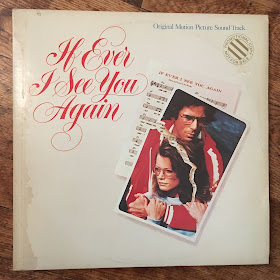 Original Motion Picture Sound Track
If Ever
I See You
Again
IF EVER I SEE YOU AGAIN